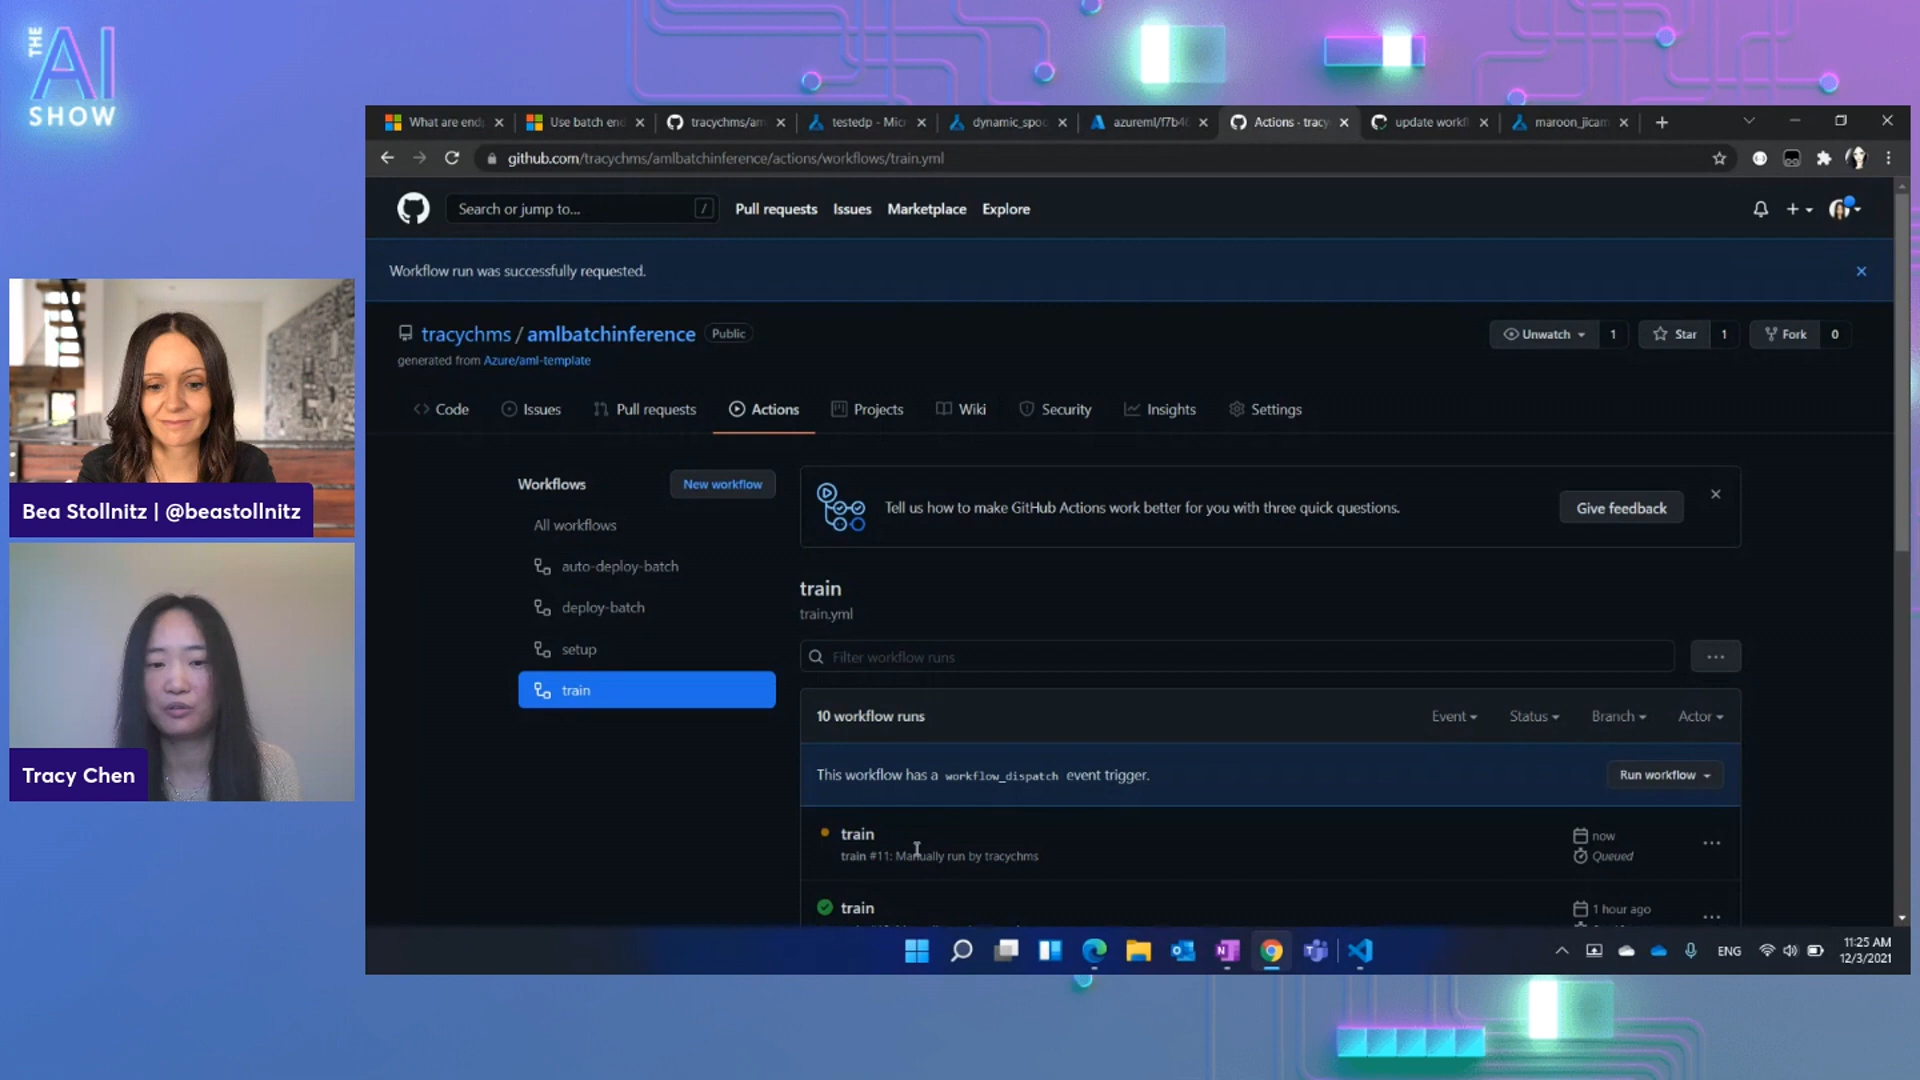 THE
AI
SHOW
What are end
Use batch en
tracychms/am
testedp - Mic
dynamic_spo
azureml/f7b4
Actions · tracy
update workf
maroon_jicam
github.com/tracychms/amlbatchinference/actions/workflows/train.yml
Search or jump to...
/
Pull requests
Issues
Marketplace
Explore
Workflow run was successfully requested.
tracychms / amlbatchinference
Public
generated from Azure/aml-template
Unwatch
1
Star
1
Fork
0
Code
Issues
Pull requests
Actions
Projects
Wiki
Security
Insights
Settings
Workflows
New workflow
All workflows
auto-deploy-batch
deploy-batch
setup
train
Tell us how to make GitHub Actions work better for you with three quick questions.
Give feedback
train
train.yml
Filter workflow runs
10 workflow runs
Event
Status
Branch
Actor
This workflow has a workflow_dispatch event trigger.
Run workflow
train
train #11: Manually run by tracychms
now
Queued
train
1 hour ago
ENG
11:25 AM
12/3/2021
Bea Stollnitz | @beastollnitz
Tracy Chen